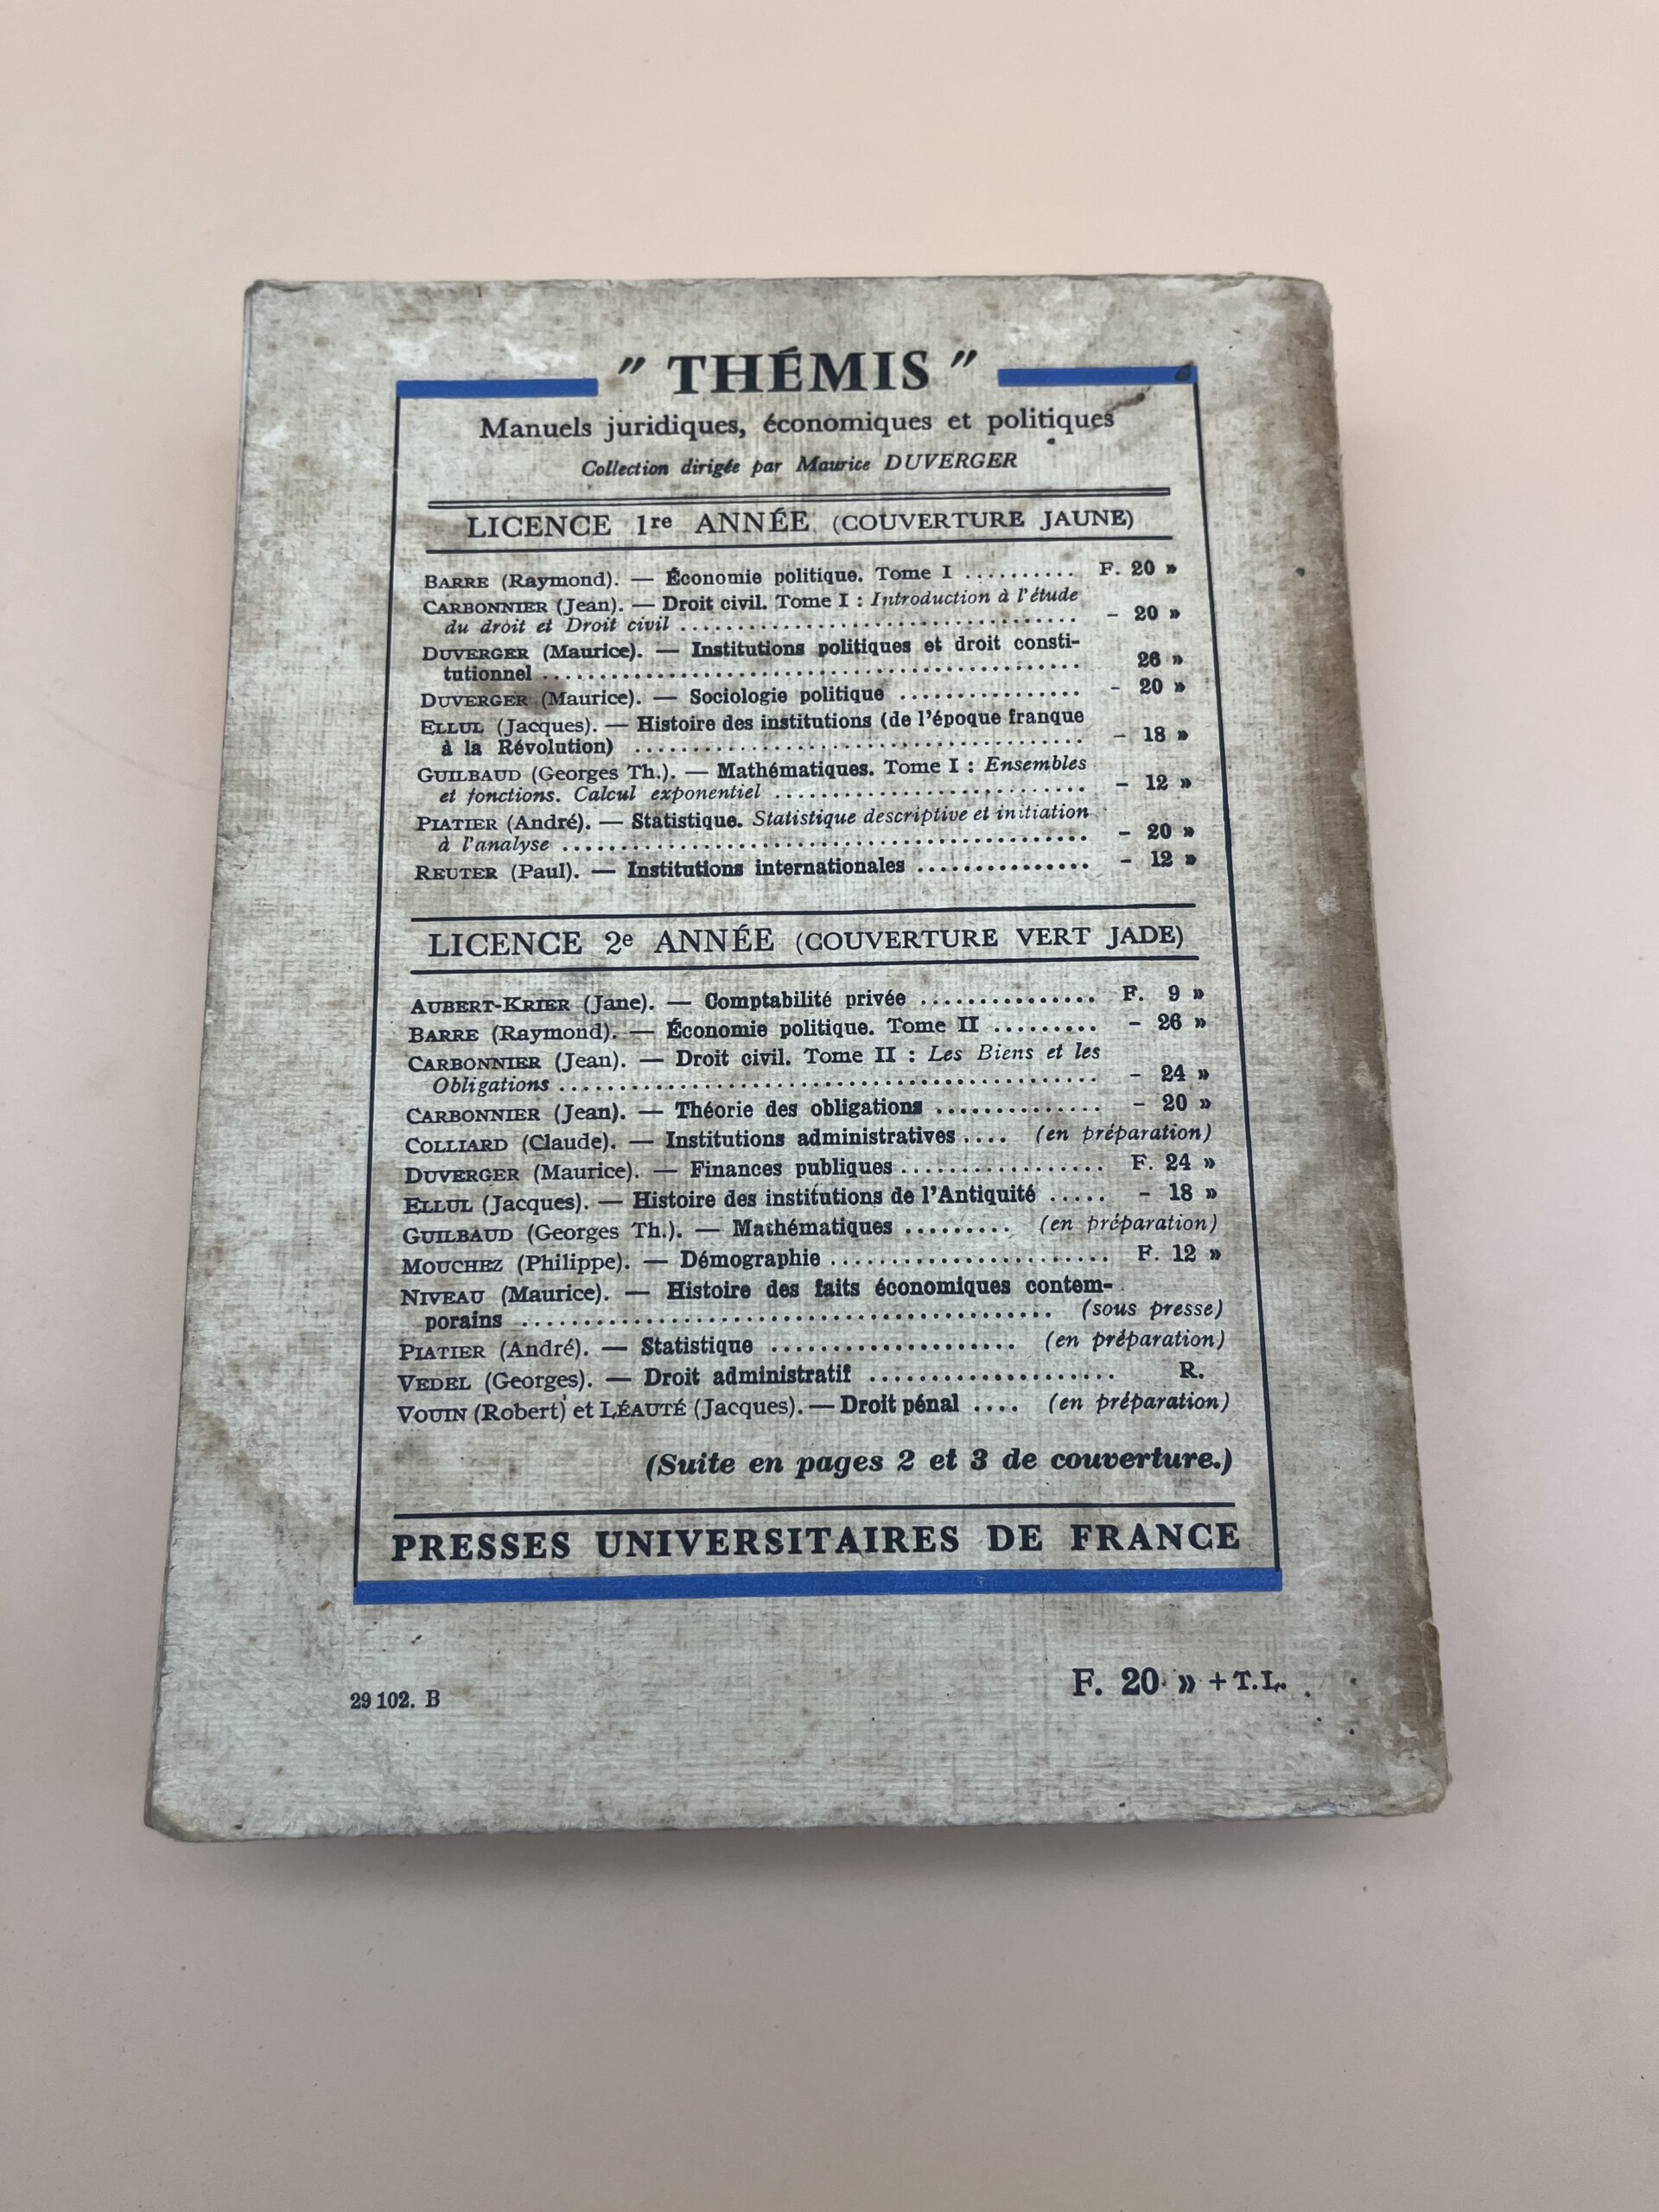 " THÉMIS "
Manuels juridiques, économiques et politiques
Collection dirigée par Maurice DUVERGER
LICENCE 1re ANNÉE (COUVERTURE JAUNE)
BARRE (Raymond). — Économie politique. Tome I .......... F. 20 »
CARBONNIER (Jean). — Droit civil. Tome I : Introduction à l'étude
du droit et Droit civil .................................. - 20 »
DUVERGER (Maurice). — Institutions politiques et droit consti-
tutionnel .............................................. 26 »
DUVERGER (Maurice). — Sociologie politique ................ - 20 »
ELLUL (Jacques). — Histoire des institutions (de l'époque franque
à la Révolution) ...................................... - 18 »
GUILBAUD (Georges Th.). — Mathématiques. Tome I : Ensembles
et fonctions. Calcul exponentiel .......................... - 12 »
PIATIER (André). — Statistique. Statistique descriptive et initiation
à l'analyse ............................................ - 20 »
REUTER (Paul). — Institutions internationales ............... - 12 »
LICENCE 2e ANNÉE (COUVERTURE VERT JADE)
AUBERT-KRIER (Jane). — Comptabilité privée ............... F. 9 »
BARRE (Raymond). — Économie politique. Tome II ......... - 26 »
CARBONNIER (Jean). — Droit civil. Tome II : Les Biens et les
Obligations ............................................ - 24 »
CARBONNIER (Jean). — Théorie des obligations .............. - 20 »
COLLIARD (Claude). — Institutions administratives .... (en préparation)
DUVERGER (Maurice). — Finances publiques .................. F. 24 »
ELLUL (Jacques). — Histoire des institutions de l'Antiquité ..... - 18 »
GUILBAUD (Georges Th.). — Mathématiques ......... (en préparation)
MOUCHEZ (Philippe). — Démographie ....................... F. 12 »
NIVEAU (Maurice). — Histoire des faits économiques contem-
porains ........................................... (sous presse)
PIATIER (André). — Statistique .................... (en préparation)
VEDEL (Georges). — Droit administratif .................... R.
VOUIN (Robert) et LÉAUTÉ (Jacques). — Droit pénal .... (en préparation)
(Suite en pages 2 et 3 de couverture.)
PRESSES UNIVERSITAIRES DE FRANCE
29 102. B
F. 20 » + T. L.